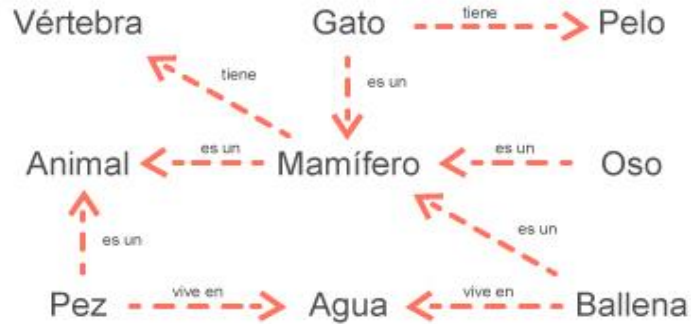 Vértebra Gato tiene Pelo
tiene es un
Animal es un Mamífero es un Oso
es un es un
Pez vive en Agua vive en Ballena